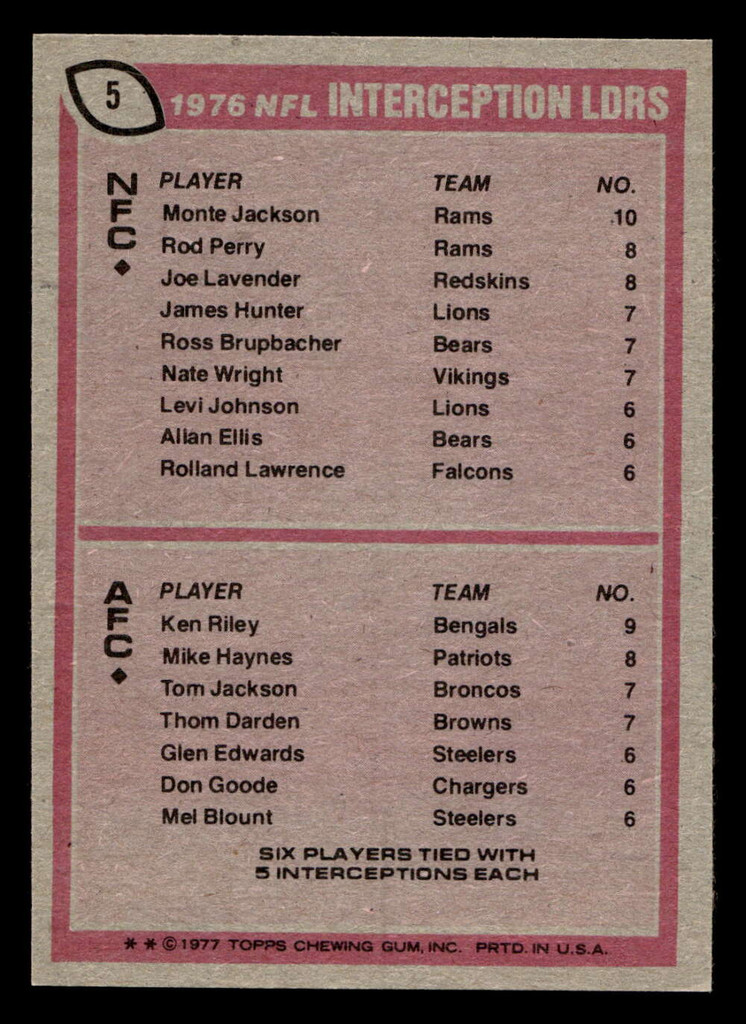 5
1976 NFL INTERCEPTION LDRS
NFC
PLAYER TEAM NO.
Monte Jackson Rams 10
Rod Perry Rams 8
Joe Lavender Redskins 8
James Hunter Lions 7
Ross Brupbacher Bears 7
Nate Wright Vikings 7
Levi Johnson Lions 6
Allan Ellis Bears 6
Rolland Lawrence Falcons 6
AFC
PLAYER TEAM NO.
Ken Riley Bengals 9
Mike Haynes Patriots 8
Tom Jackson Broncos 7
Thom Darden Browns 7
Glen Edwards Steelers 6
Don Goode Chargers 6
Mel Blount Steelers 6
SIX PLAYERS TIED WITH
5 INTERCEPTIONS EACH
* * ©1977 TOPPS CHEWING GUM, INC. PRTD. IN U.S.A.